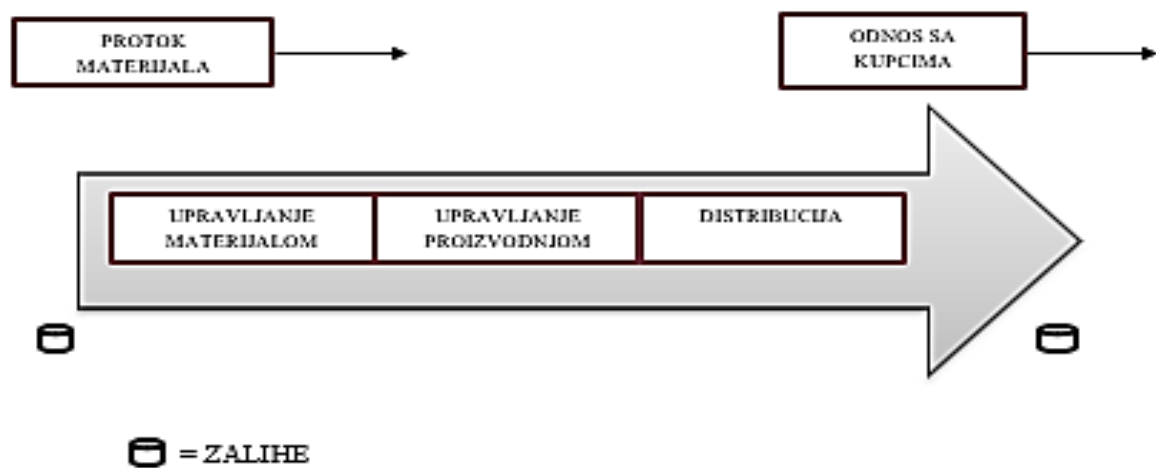 PROTOK
MATERIJALA
ODNOS SA
KUPCIMA
UPRAVLJANJE
MATERIJALOM
UPRAVLJANJE
PROIZVODNJOM
DISTRIBUCIJA
= ZALIHE